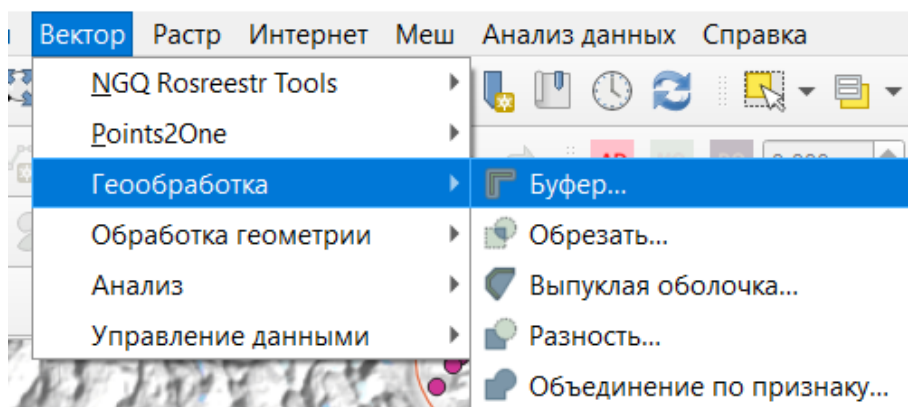 Вектор Растр Интернет Меш Анализ данных Справка
NGQ Rosreestr Tools
Points2One
Геообработка
Буфер...
Обработка геометрии
Обрезать...
Анализ
Выпуклая оболочка...
Управление данными
Разность...
Объединение по признаку...